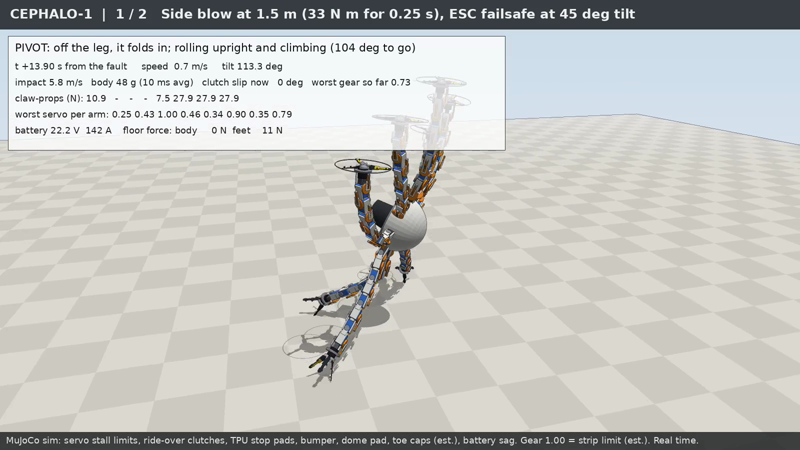 CEPHALO-1 | 1 / 2 Side blow at 1.5 m (33 N m for 0.25 s), ESC failsafe at 45 deg tilt
PIVOT: off the leg, it folds in; rolling upright and climbing (104 deg to go)
t +13.90 s from the fault speed 0.7 m/s tilt 113.3 deg
impact 5.8 m/s body 48 g (10 ms avg) clutch slip now 0 deg worst gear so far 0.73
claw-props (N): 10.9 - - - 7.5 27.9 27.9 27.9
worst servo per arm: 0.25 0.43 1.00 0.46 0.34 0.90 0.35 0.79
battery 22.2 V 142 A floor force: body 0 N feet 11 N
MuJoCo sim: servo stall limits, ride-over clutches, TPU stop pads, bumper, dome pad, toe caps (est.), battery sag. Gear 1.00 = strip limit (est.). Real time.